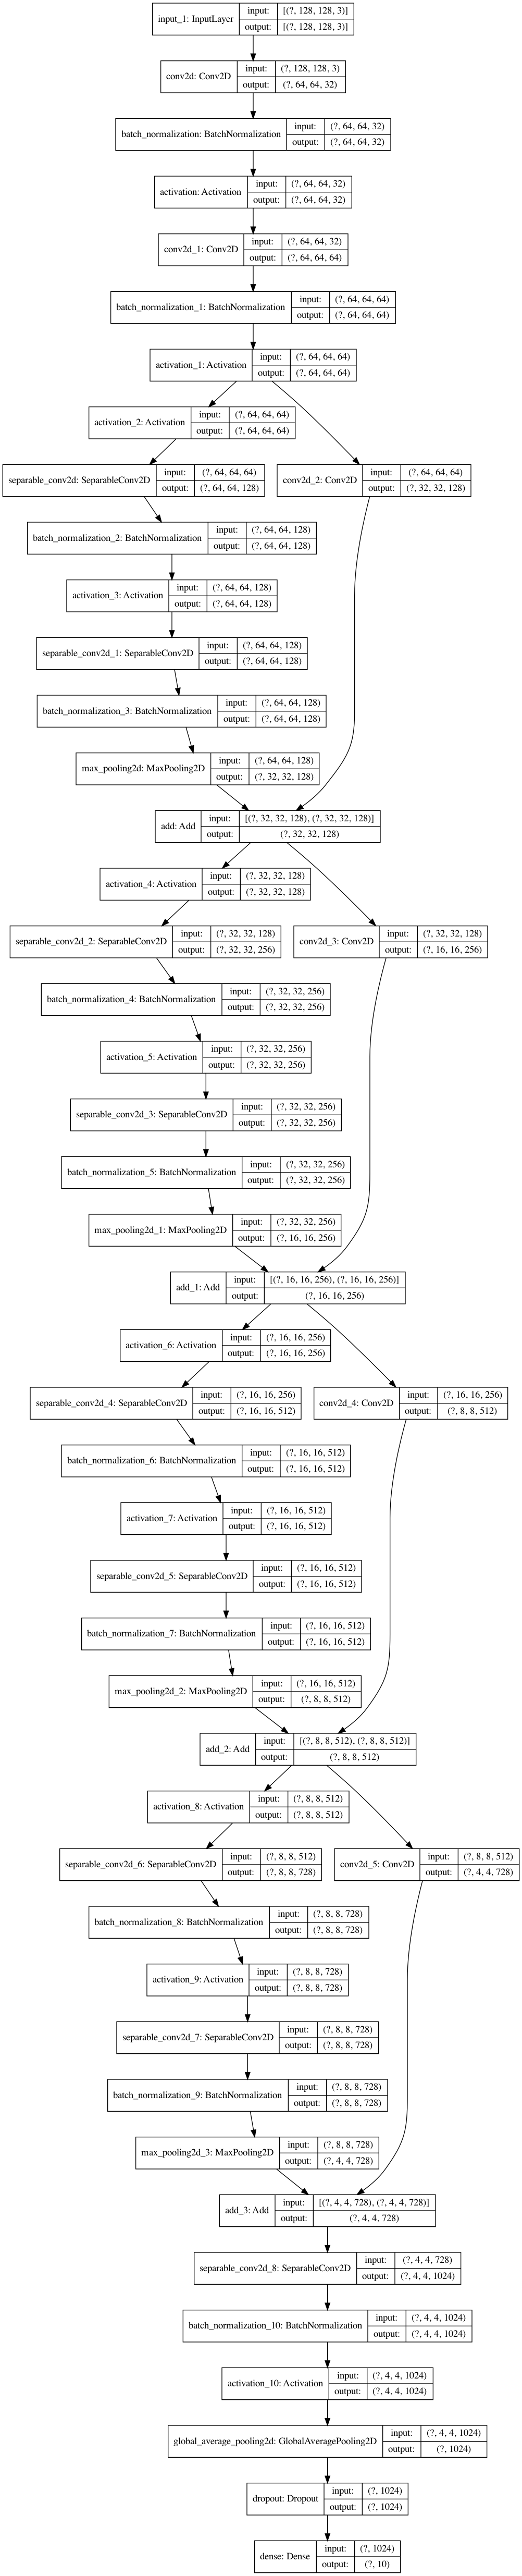 input_1: InputLayer input: [(?, 128, 128, 3)]
output: [(?, 128, 128, 3)]
conv2d: Conv2D input: (?, 128, 128, 3)
output: (?, 64, 64, 32)
batch_normalization: BatchNormalization input: (?, 64, 64, 32)
output: (?, 64, 64, 32)
activation: Activation input: (?, 64, 64, 32)
output: (?, 64, 64, 32)
conv2d_1: Conv2D input: (?, 64, 64, 32)
output: (?, 64, 64, 64)
batch_normalization_1: BatchNormalization input: (?, 64, 64, 64)
output: (?, 64, 64, 64)
activation_1: Activation input: (?, 64, 64, 64)
output: (?, 64, 64, 64)
activation_2: Activation input: (?, 64, 64, 64)
output: (?, 64, 64, 64)
separable_conv2d: SeparableConv2D input: (?, 64, 64, 64)
output: (?, 64, 64, 128)
conv2d_2: Conv2D input: (?, 64, 64, 64)
output: (?, 32, 32, 128)
batch_normalization_2: BatchNormalization input: (?, 64, 64, 128)
output: (?, 64, 64, 128)
activation_3: Activation input: (?, 64, 64, 128)
output: (?, 64, 64, 128)
separable_conv2d_1: SeparableConv2D input: (?, 64, 64, 128)
output: (?, 64, 64, 128)
batch_normalization_3: BatchNormalization input: (?, 64, 64, 128)
output: (?, 64, 64, 128)
max_pooling2d: MaxPooling2D input: (?, 64, 64, 128)
output: (?, 32, 32, 128)
add: Add input: [(?, 32, 32, 128), (?, 32, 32, 128)]
output: (?, 32, 32, 128)
activation_4: Activation input: (?, 32, 32, 128)
output: (?, 32, 32, 128)
separable_conv2d_2: SeparableConv2D input: (?, 32, 32, 128)
output: (?, 32, 32, 256)
conv2d_3: Conv2D input: (?, 32, 32, 128)
output: (?, 16, 16, 256)
batch_normalization_4: BatchNormalization input: (?, 32, 32, 256)
output: (?, 32, 32, 256)
activation_5: Activation input: (?, 32, 32, 256)
output: (?, 32, 32, 256)
separable_conv2d_3: SeparableConv2D input: (?, 32, 32, 256)
output: (?, 32, 32, 256)
batch_normalization_5: BatchNormalization input: (?, 32, 32, 256)
output: (?, 32, 32, 256)
max_pooling2d_1: MaxPooling2D input: (?, 32, 32, 256)
output: (?, 16, 16, 256)
add_1: Add input: [(?, 16, 16, 256), (?, 16, 16, 256)]
output: (?, 16, 16, 256)
activation_6: Activation input: (?, 16, 16, 256)
output: (?, 16, 16, 256)
separable_conv2d_4: SeparableConv2D input: (?, 16, 16, 256)
output: (?, 16, 16, 512)
conv2d_4: Conv2D input: (?, 16, 16, 256)
output: (?, 8, 8, 512)
batch_normalization_6: BatchNormalization input: (?, 16, 16, 512)
output: (?, 16, 16, 512)
activation_7: Activation input: (?, 16, 16, 512)
output: (?, 16, 16, 512)
separable_conv2d_5: SeparableConv2D input: (?, 16, 16, 512)
output: (?, 16, 16, 512)
batch_normalization_7: BatchNormalization input: (?, 16, 16, 512)
output: (?, 16, 16, 512)
max_pooling2d_2: MaxPooling2D input: (?, 16, 16, 512)
output: (?, 8, 8, 512)
add_2: Add input: [(?, 8, 8, 512), (?, 8, 8, 512)]
output: (?, 8, 8, 512)
activation_8: Activation input: (?, 8, 8, 512)
output: (?, 8, 8, 512)
separable_conv2d_6: SeparableConv2D input: (?, 8, 8, 512)
output: (?, 8, 8, 728)
conv2d_5: Conv2D input: (?, 8, 8, 512)
output: (?, 4, 4, 728)
batch_normalization_8: BatchNormalization input: (?, 8, 8, 728)
output: (?, 8, 8, 728)
activation_9: Activation input: (?, 8, 8, 728)
output: (?, 8, 8, 728)
separable_conv2d_7: SeparableConv2D input: (?, 8, 8, 728)
output: (?, 8, 8, 728)
batch_normalization_9: BatchNormalization input: (?, 8, 8, 728)
output: (?, 8, 8, 728)
max_pooling2d_3: MaxPooling2D input: (?, 8, 8, 728)
output: (?, 4, 4, 728)
add_3: Add input: [(?, 4, 4, 728), (?, 4, 4, 728)]
output: (?, 4, 4, 728)
separable_conv2d_8: SeparableConv2D input: (?, 4, 4, 728)
output: (?, 4, 4, 1024)
batch_normalization_10: BatchNormalization input: (?, 4, 4, 1024)
output: (?, 4, 4, 1024)
activation_10: Activation input: (?, 4, 4, 1024)
output: (?, 4, 4, 1024)
global_average_pooling2d: GlobalAveragePooling2D input: (?, 4, 4, 1024)
output: (?, 1024)
dropout: Dropout input: (?, 1024)
output: (?, 1024)
dense: Dense input: (?, 1024)
output: (?, 10)